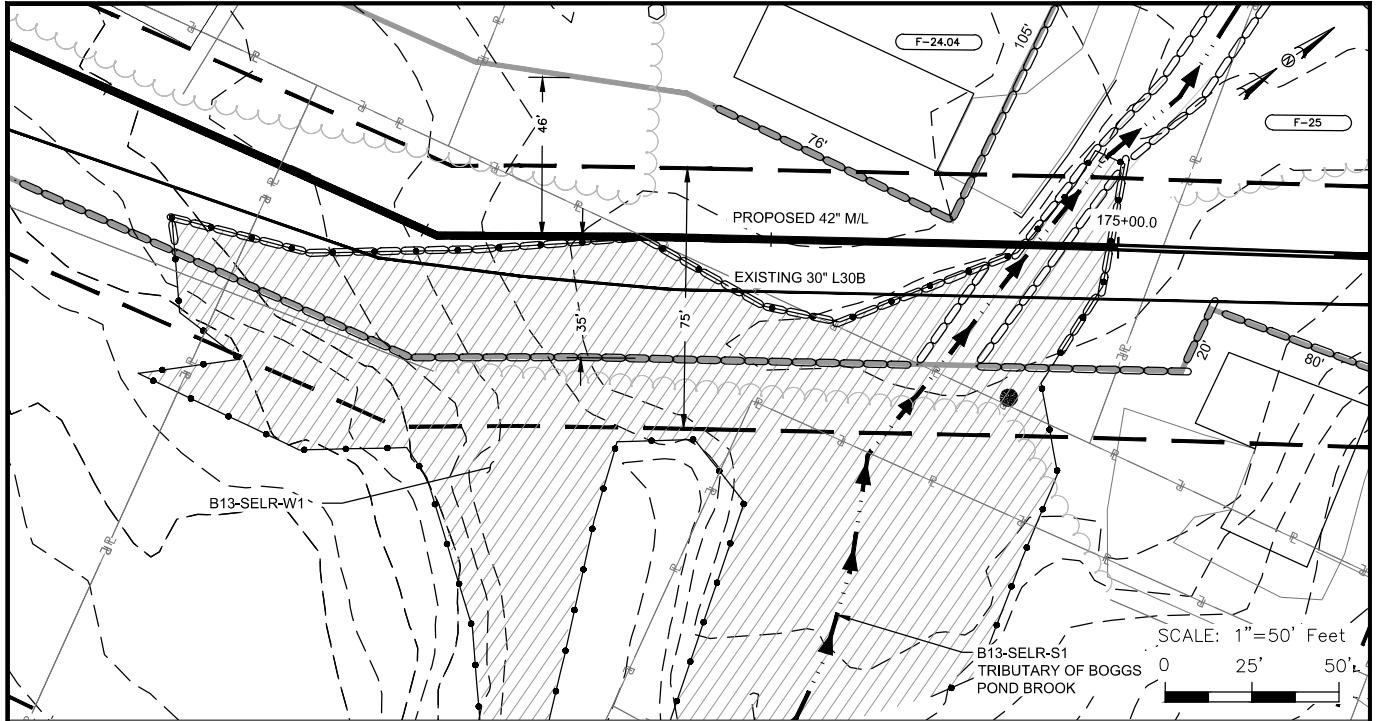 F-24.04
105'
N
F-25
46'
76'
PROPOSED 42" M/L
175+00.0
EXISTING 30" L30B
35'
75'
20'
80'
B13-SELR-W1
SCALE: 1"=50' Feet
0 25' 50'
B13-SELR-S1
TRIBUTARY OF BOGGS
POND BROOK